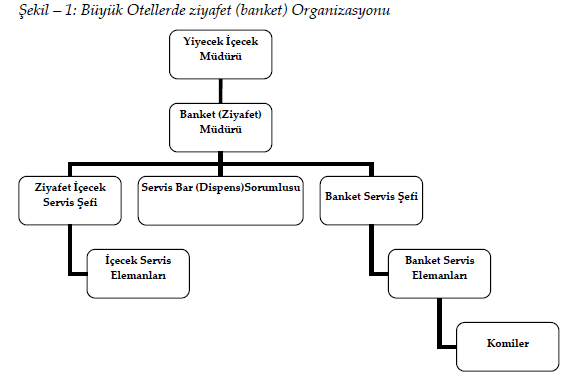 Şekil – 1: Büyük Otellerde ziyafet (banket) Organizasyonu
Yiyecek İçecek
Müdürü
Banket (Ziyafet)
Müdürü
Ziyafet İçecek
Servis Şefi
Servis Bar (Dispens)Sorumlusu
Banket Servis Şefi
İçecek Servis
Elemanları
Banket Servis
Elemanları
Komiler